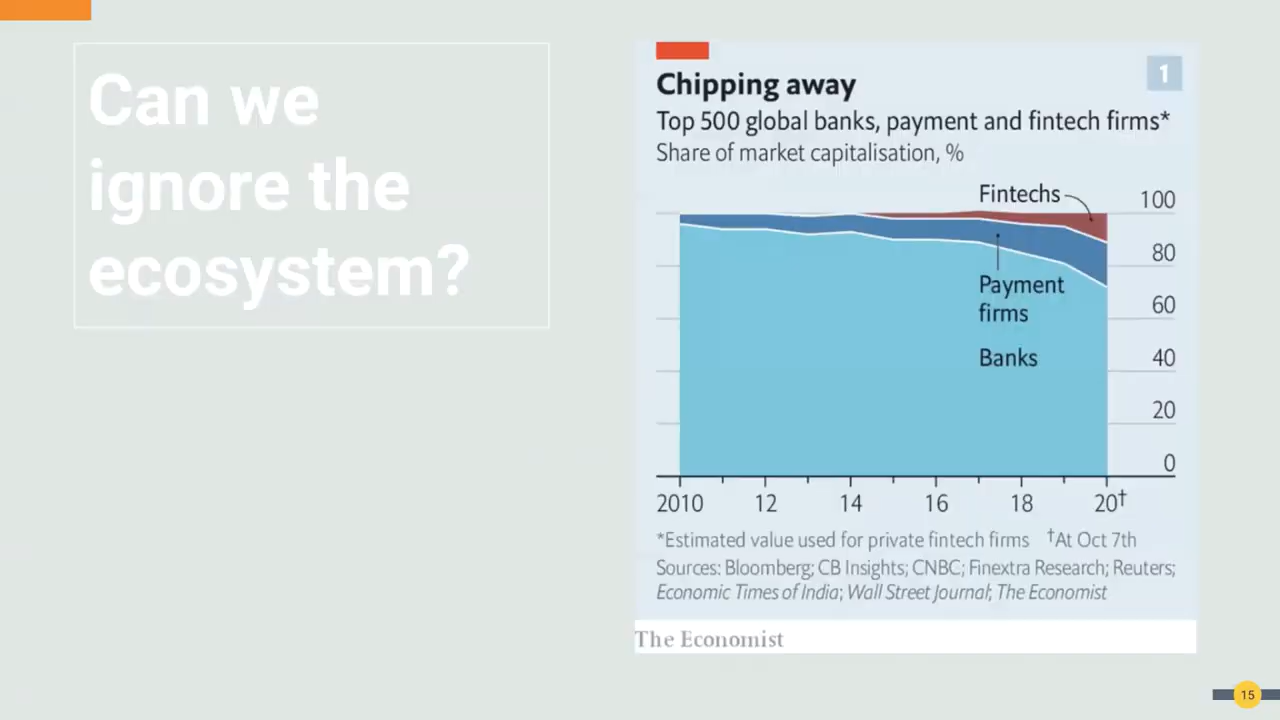 Can we
ignore the
ecosystem?
Chipping away
1
Top 500 global banks, payment and fintech firms*
Share of market capitalisation, %
Fintechs
100
80
Payment
firms
60
Banks
40
20
0
2010 12 14 16 18 20†
*Estimated value used for private fintech firms †At Oct 7th
Sources: Bloomberg; CB Insights; CNBC; Finextra Research; Reuters;
Economic Times of India; Wall Street Journal; The Economist
The Economist
15